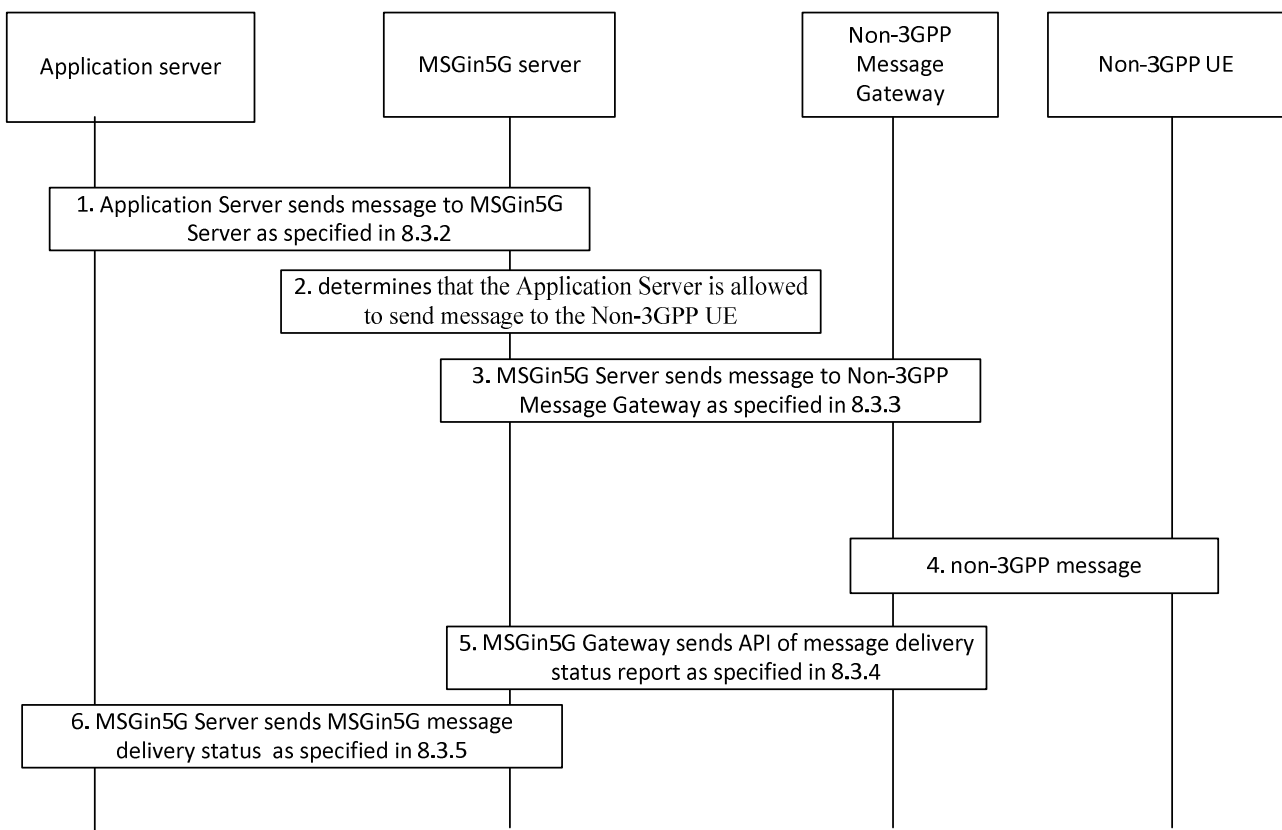 Application server
MSGin5G server
Non-3GPP
Message
Gateway
Non-3GPP UE
1. Application Server sends message to MSGin5G
Server as specified in 8.3.2
2. determines that the Application Server is allowed
to send message to the Non-3GPP UE
3. MSGin5G Server sends message to Non-3GPP
Message Gateway as specified in 8.3.3
4. non-3GPP message
5. MSGin5G Gateway sends API of message delivery
status report as specified in 8.3.4
6. MSGin5G Server sends MSGin5G message
delivery status as specified in 8.3.5